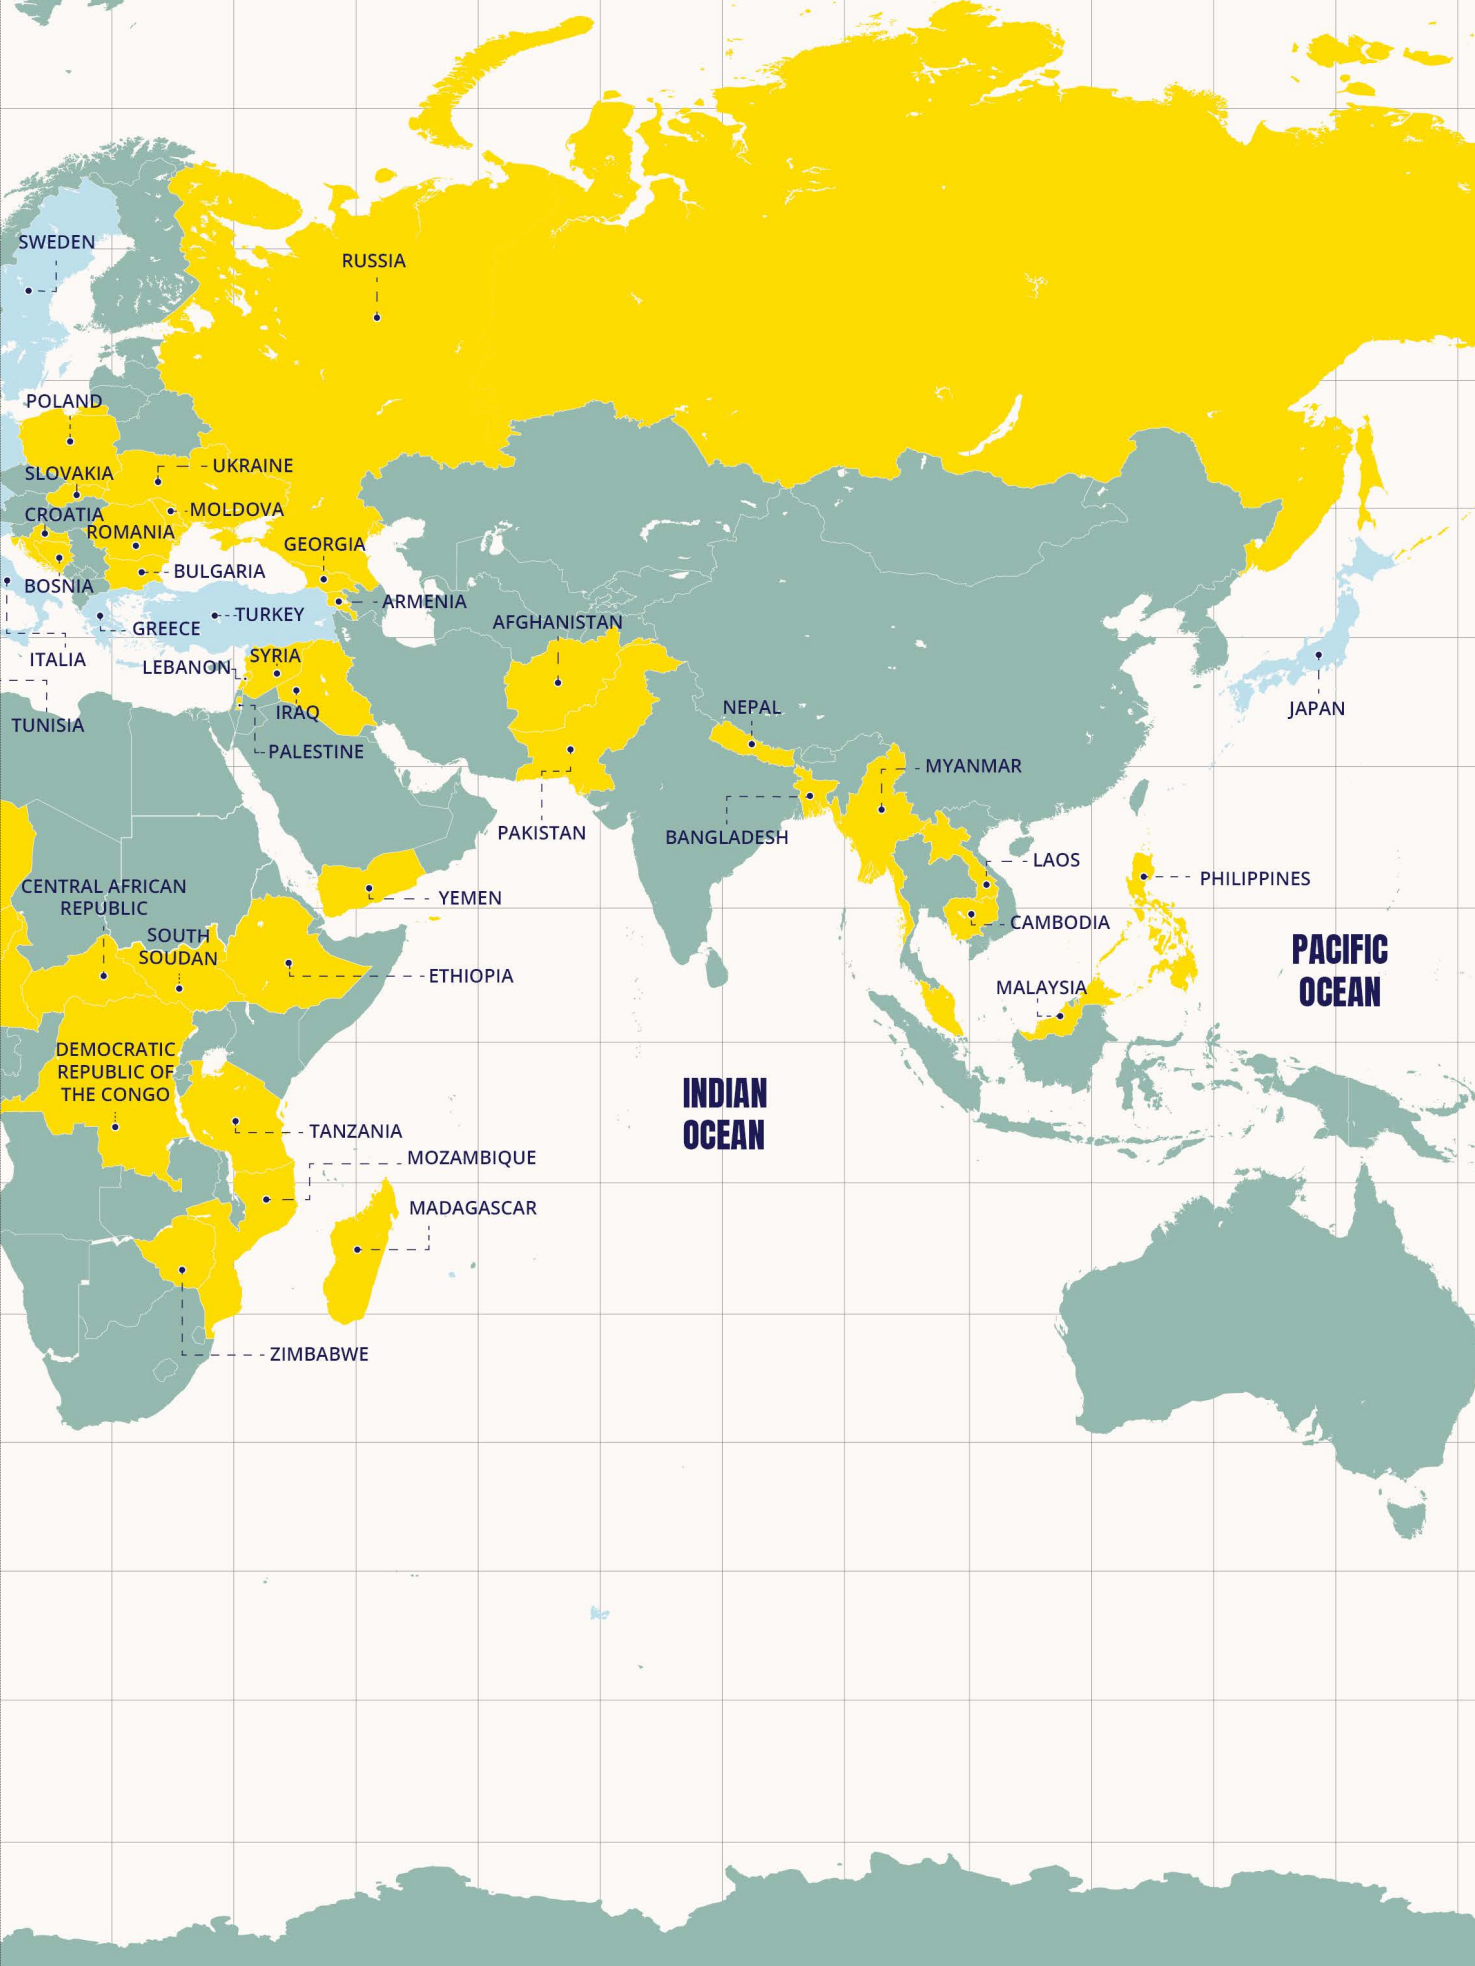 SWEDEN
RUSSIA
POLAND
SLOVAKIA
UKRAINE
CROATIA
MOLDOVA
ROMANIA
GEORGIA
BOSNIA
BULGARIA
ARMENIA
TURKEY
GREECE
AFGHANISTAN
ITALIA
LEBANON
SYRIA
IRAQ
TUNISIA
PALESTINE
NEPAL
JAPAN
MYANMAR
PAKISTAN
BANGLADESH
LAOS
PHILIPPINES
CENTRAL AFRICAN
REPUBLIC
YEMEN
CAMBODIA
SOUTH
SOUDAN
PACIFIC
OCEAN
ETHIOPIA
MALAYSIA
DEMOCRATIC
REPUBLIC OF
THE CONGO
INDIAN
OCEAN
TANZANIA
MOZAMBIQUE
MADAGASCAR
ZIMBABWE